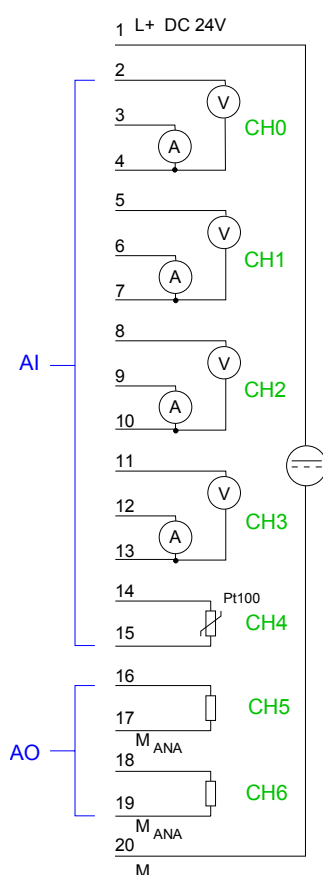 1 L+ DC 24V
2
V
3
CH0
A
4
5
V
6
CH1
A
7
8
V
AI
9
CH2
A
10
11
V
12
CH3
A
13
14
Pt100
CH4
15
16
CH5
17
M ANA
AO
18
CH6
19
M ANA
20
M